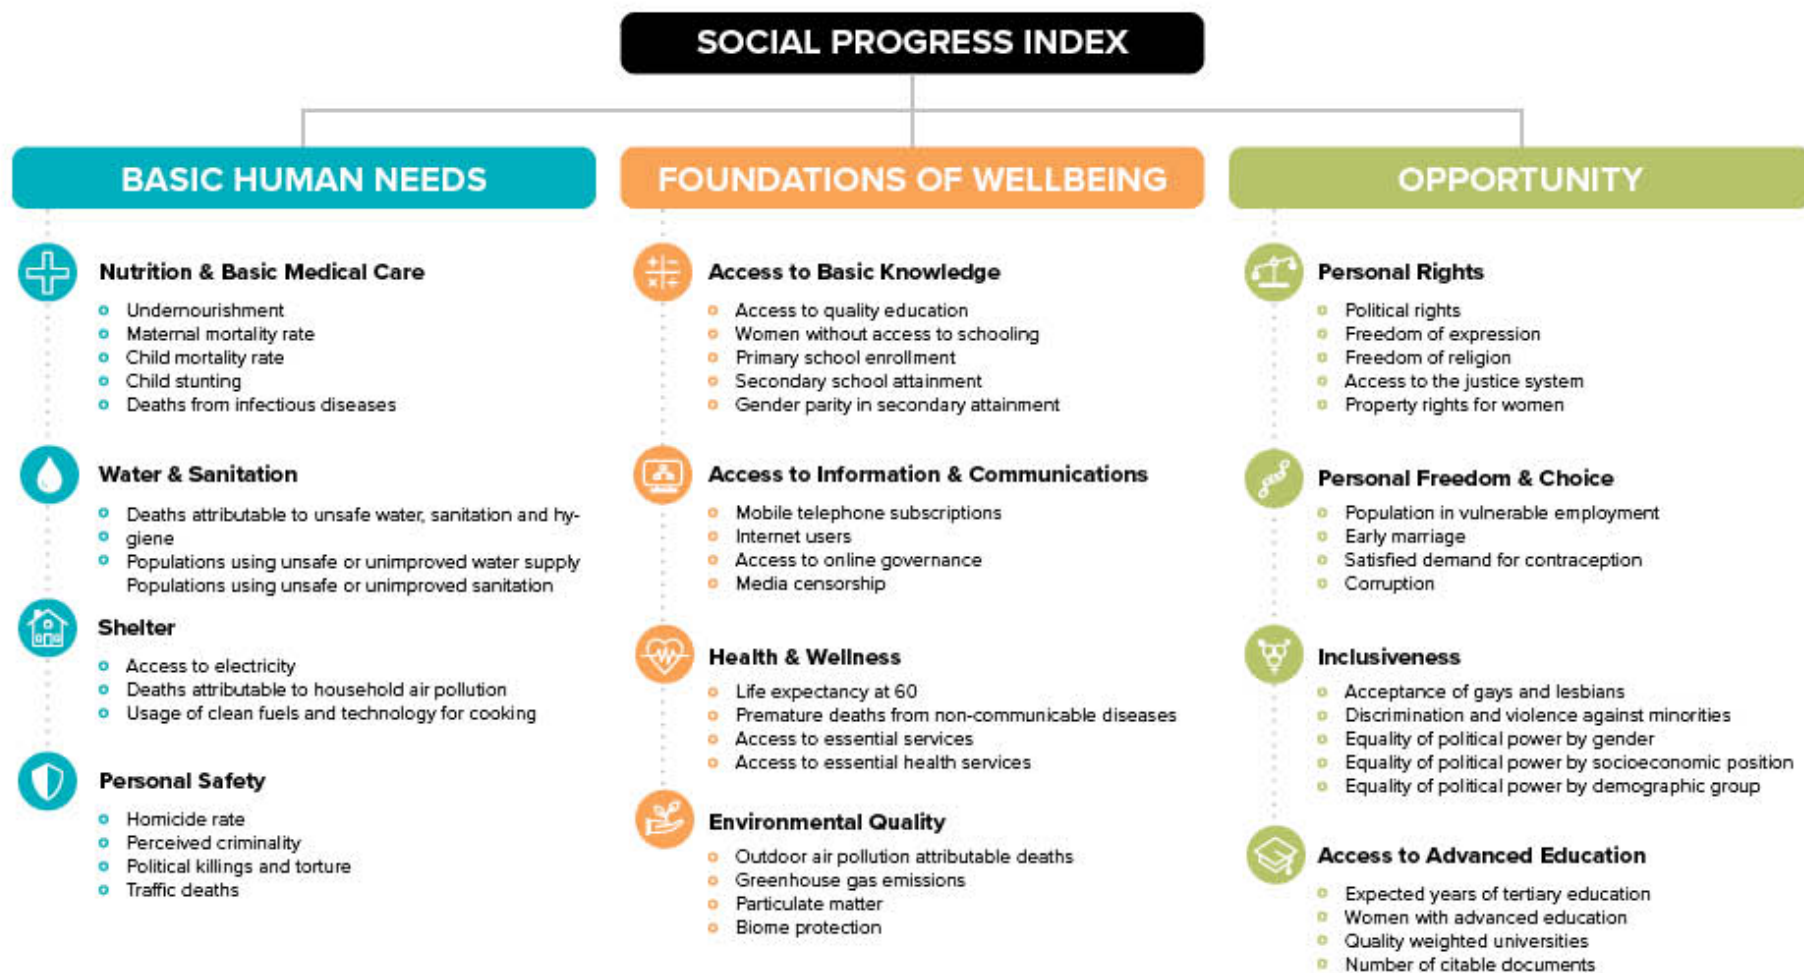 SOCIAL PROGRESS INDEX
BASIC HUMAN NEEDS
Nutrition & Basic Medical Care
Undernourishment
Maternal mortality rate
Child mortality rate
Child stunting
Deaths from infectious diseases
Water & Sanitation
Deaths attributable to unsafe water, sanitation and hy-
giene
Populations using unsafe or unimproved water supply
Populations using unsafe or unimproved sanitation
Shelter
Access to electricity
Deaths attributable to household air pollution
Usage of clean fuels and technology for cooking
Personal Safety
Homicide rate
Perceived criminality
Political killings and torture
Traffic deaths
FOUNDATIONS OF WELLBEING
Access to Basic Knowledge
Access to quality education
Women without access to schooling
Primary school enrollment
Secondary school attainment
Gender parity in secondary attainment
Access to Information & Communications
Mobile telephone subscriptions
Internet users
Access to online governance
Media censorship
Health & Wellness
Life expectancy at 60
Premature deaths from non-communicable diseases
Access to essential services
Access to essential health services
Environmental Quality
Outdoor air pollution attributable deaths
Greenhouse gas emissions
Particulate matter
Biome protection
OPPORTUNITY
Personal Rights
Political rights
Freedom of expression
Freedom of religion
Access to the justice system
Property rights for women
Personal Freedom & Choice
Population in vulnerable employment
Early marriage
Satisfied demand for contraception
Corruption
Inclusiveness
Acceptance of gays and lesbians
Discrimination and violence against minorities
Equality of political power by gender
Equality of political power by socioeconomic position
Equality of political power by demographic group
Access to Advanced Education
Expected years of tertiary education
Women with advanced education
Quality weighted universities
Number of citable documents